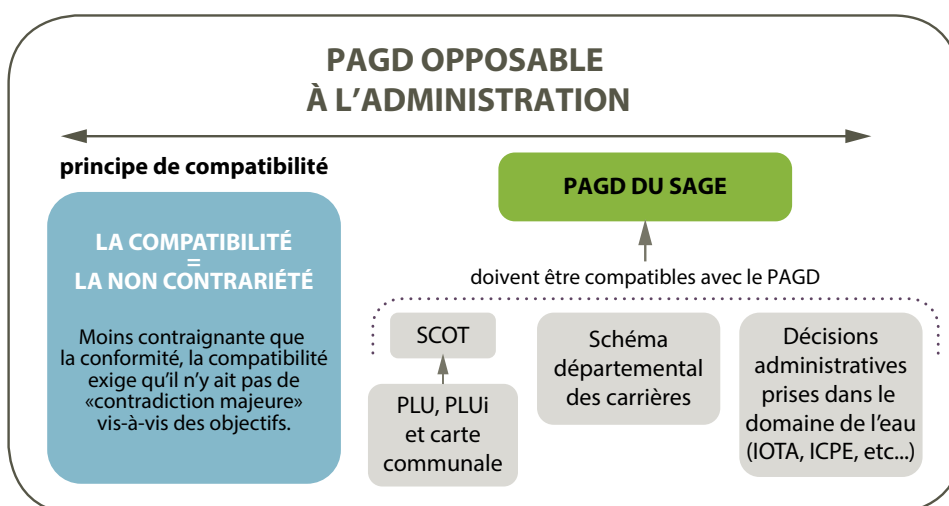 PAGD OPPOSABLE
À L’ADMINISTRATION
principe de compatibilité
LA COMPATIBILITÉ
=
LA NON CONTRARIÉTÉ
Moins contraignante que
la conformité, la compatibilité
exige qu’il n’y ait pas de
«contradiction majeure»
vis-à-vis des objectifs.
PAGD DU SAGE
doivent être compatibles avec le PAGD
SCOT
PLU, PLUi
et carte
communale
Schéma
départemental
des carrières
Décisions
administratives
prises dans le
domaine de l’eau
(IOTA, ICPE, etc...)